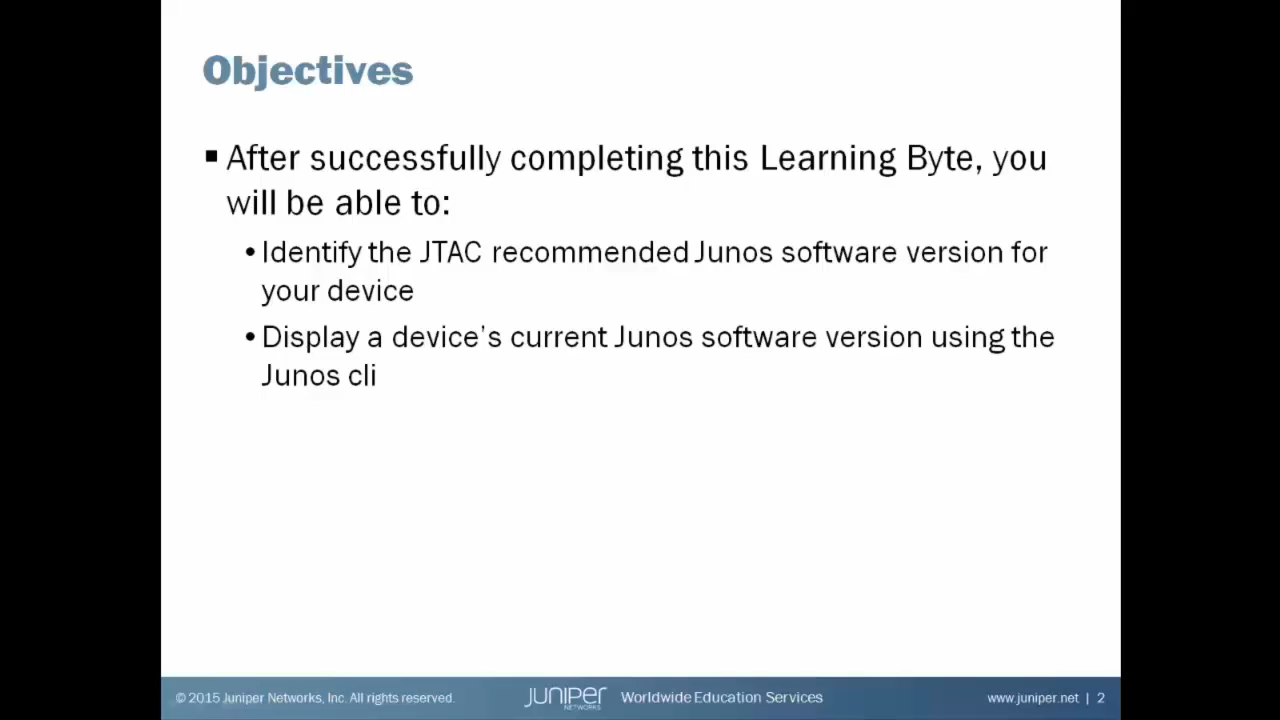 Objectives
▪ After successfully completing this Learning Byte, you
will be able to:
• Identify the JTAC recommended Junos software version for
your device
• Display a device's current Junos software version using the
Junos cli
© 2015 Juniper Networks, Inc. All rights reserved. JUNIPER NETWORKS Worldwide Education Services www.juniper.net | 2